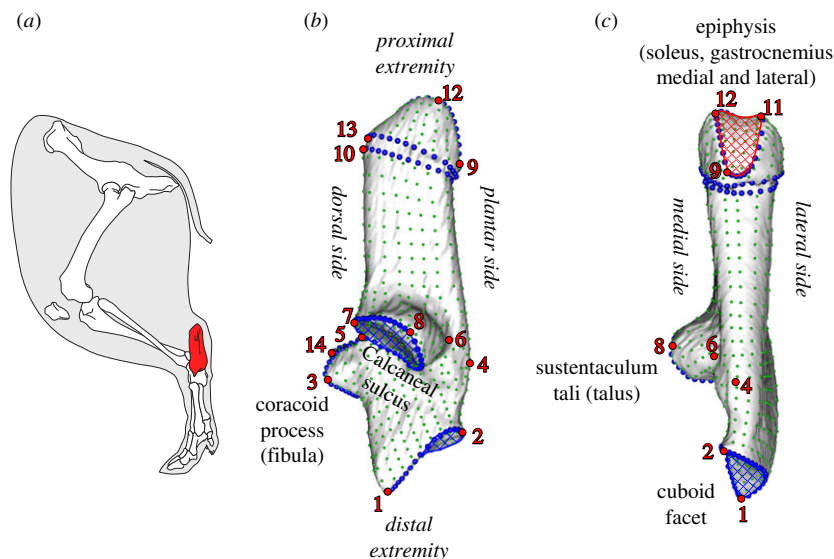 (a)
(b)
proximal
extremity
12
13
10
9
dorsal side
plantar side
7
8
5
6
14
4
3
Calcaneal
sulcus
coracoid
process
(fibula)
2
1
distal
extremity
(c)
epiphysis
(soleus, gastrocnemius
medial and lateral)
12
11
9
medial side
lateral side
8
6
sustentaculum
tali (talus)
4
2
cuboid
facet
1